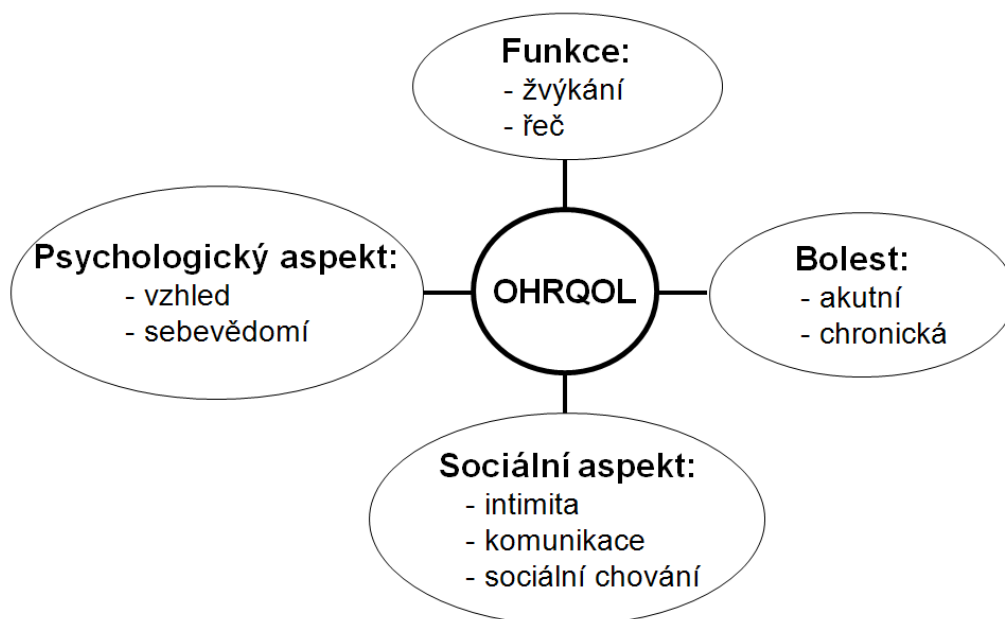 Funkce:
- žvýkání
- řeč
Psychologický aspekt:
- vzhled
- sebevědomí
OHRQOL
Bolest:
- akutní
- chronická
Sociální aspekt:
- intimita
- komunikace
- sociální chování